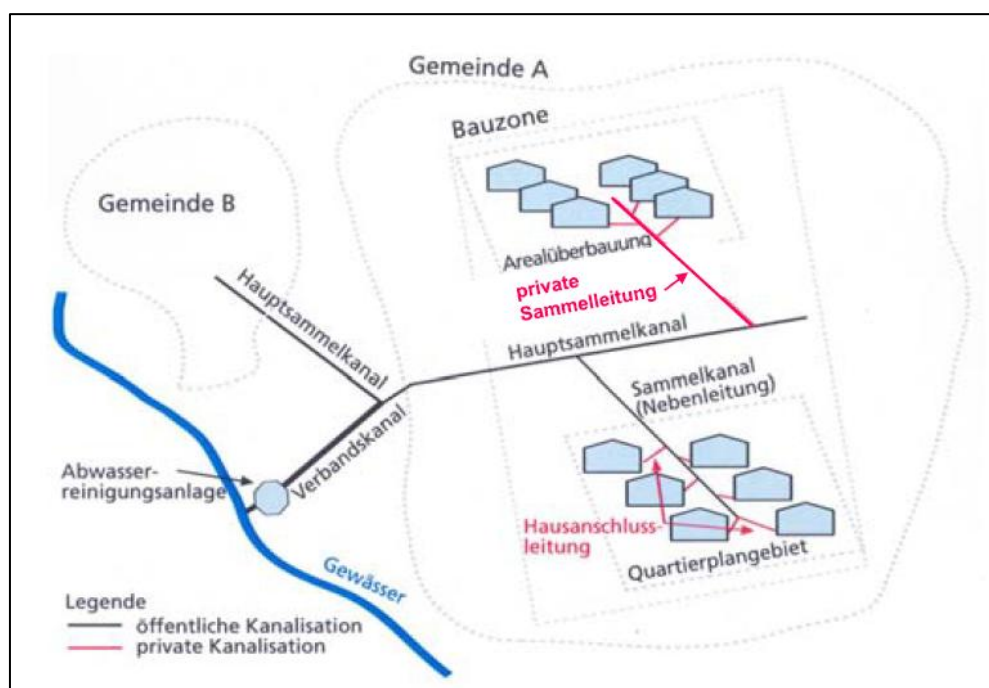 Gemeinde A
Bauzone
Gemeinde B
Arealüberbauung
private
Sammelleitung
Hauptsammelkanal
Hauptsammelkanal
Sammelkanal
(Nebenleitung)
Verbandskanal
Abwasser-
reinigungsanlage
Hausanschluss-
leitung
Quartierplangebiet
Gewässer
Legende
öffentliche Kanalisation
private Kanalisation